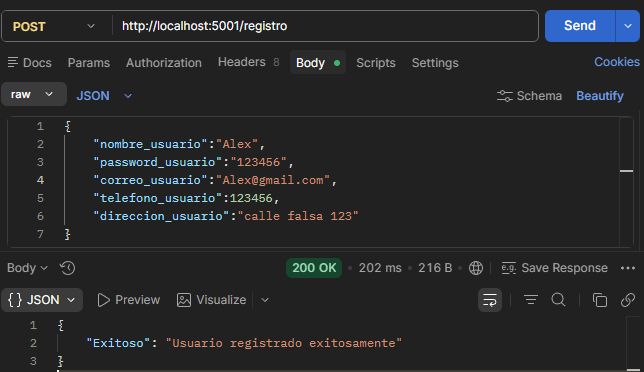 POST http://localhost:5001/registro Send
Docs Params Authorization Headers 8 Body Scripts Settings Cookies
raw JSON Schema Beautify
1 {
2 "nombre_usuario":"Alex",
3 "password_usuario":"123456",
4 "correo_usuario":"Alex@gmail.com",
5 "telefono_usuario":123456,
6 "direccion_usuario":"calle falsa 123"
7 }
Body 200 OK • 202 ms • 216 B • e.g. Save Response
{} JSON Preview Visualize
1 {
2 "Exitoso": "Usuario registrado exitosamente"
3 }